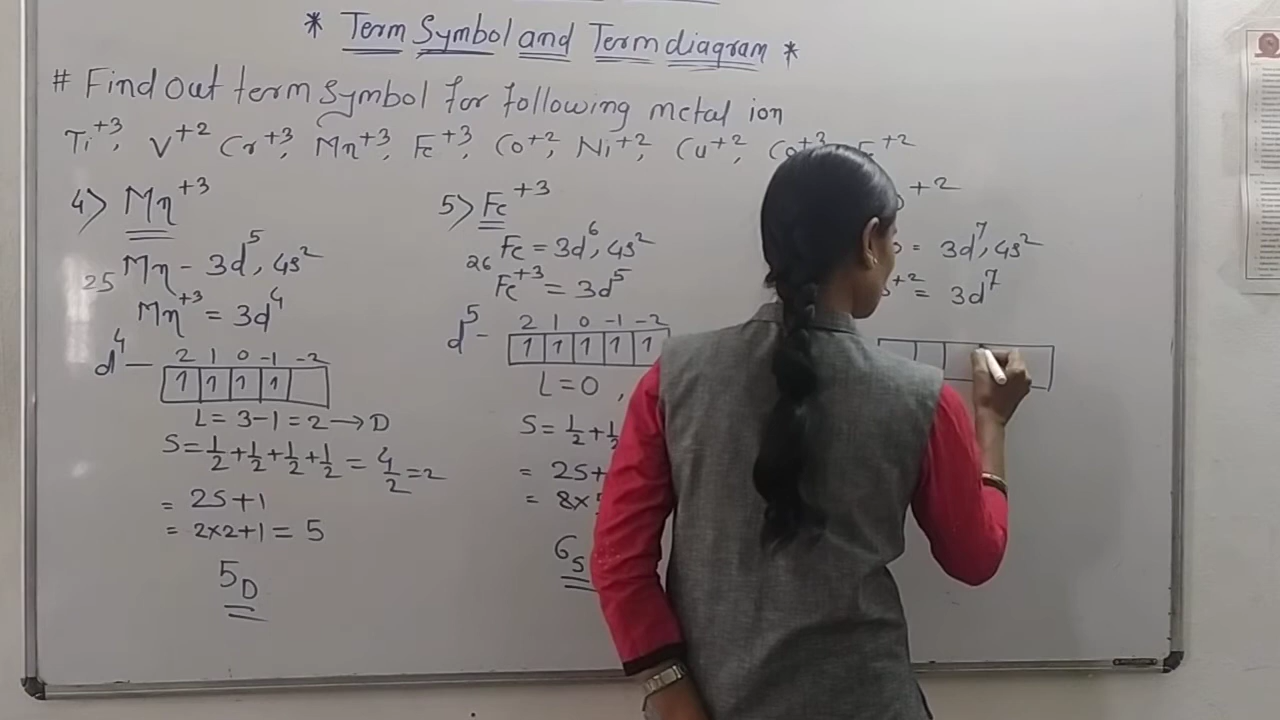 * Term Symbol and Term diagram *
# Find out term symbol for following metal ion
Ti+3, V+2 Cr+3, Mn+3, Fe+3, Co+2, Ni+2, Cu+2, Co+3 +2
4> Mn+3
25 Mn - 3d5, 4s2
Mn+3 = 3d4
d4 —
2 1 0 -1 -2
1 1 1 1
L = 3-1 = 2 → D
S = 1/2 + 1/2 + 1/2 + 1/2 = 4/2 = 2
= 2S+1
= 2×2+1 = 5
5D
5> Fe+3
26 Fe = 3d6, 4s2
Fe+3 = 3d5
d5 -
2 1 0 -1 -2
1 1 1 1 1
L = 0 ,
S = 1/2 +
= 2S+
6S
+2
= 3d7, 4s2
+2 = 3d7